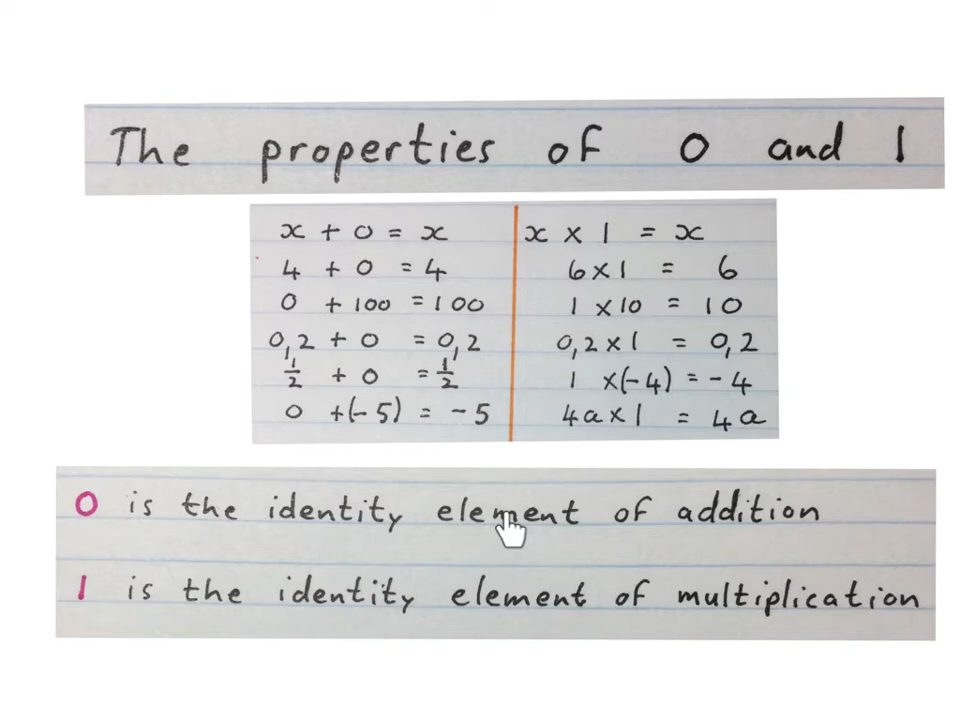 The properties of 0 and 1
x + 0 = x
4 + 0 = 4
0 + 100 = 100
0,2 + 0 = 0,2
1/2 + 0 = 1/2
0 + (-5) = -5
x × 1 = x
6 × 1 = 6
1 × 10 = 10
0,2 × 1 = 0,2
1 × (-4) = -4
4a × 1 = 4a
0 is the identity element of addition
1 is the identity element of multiplication